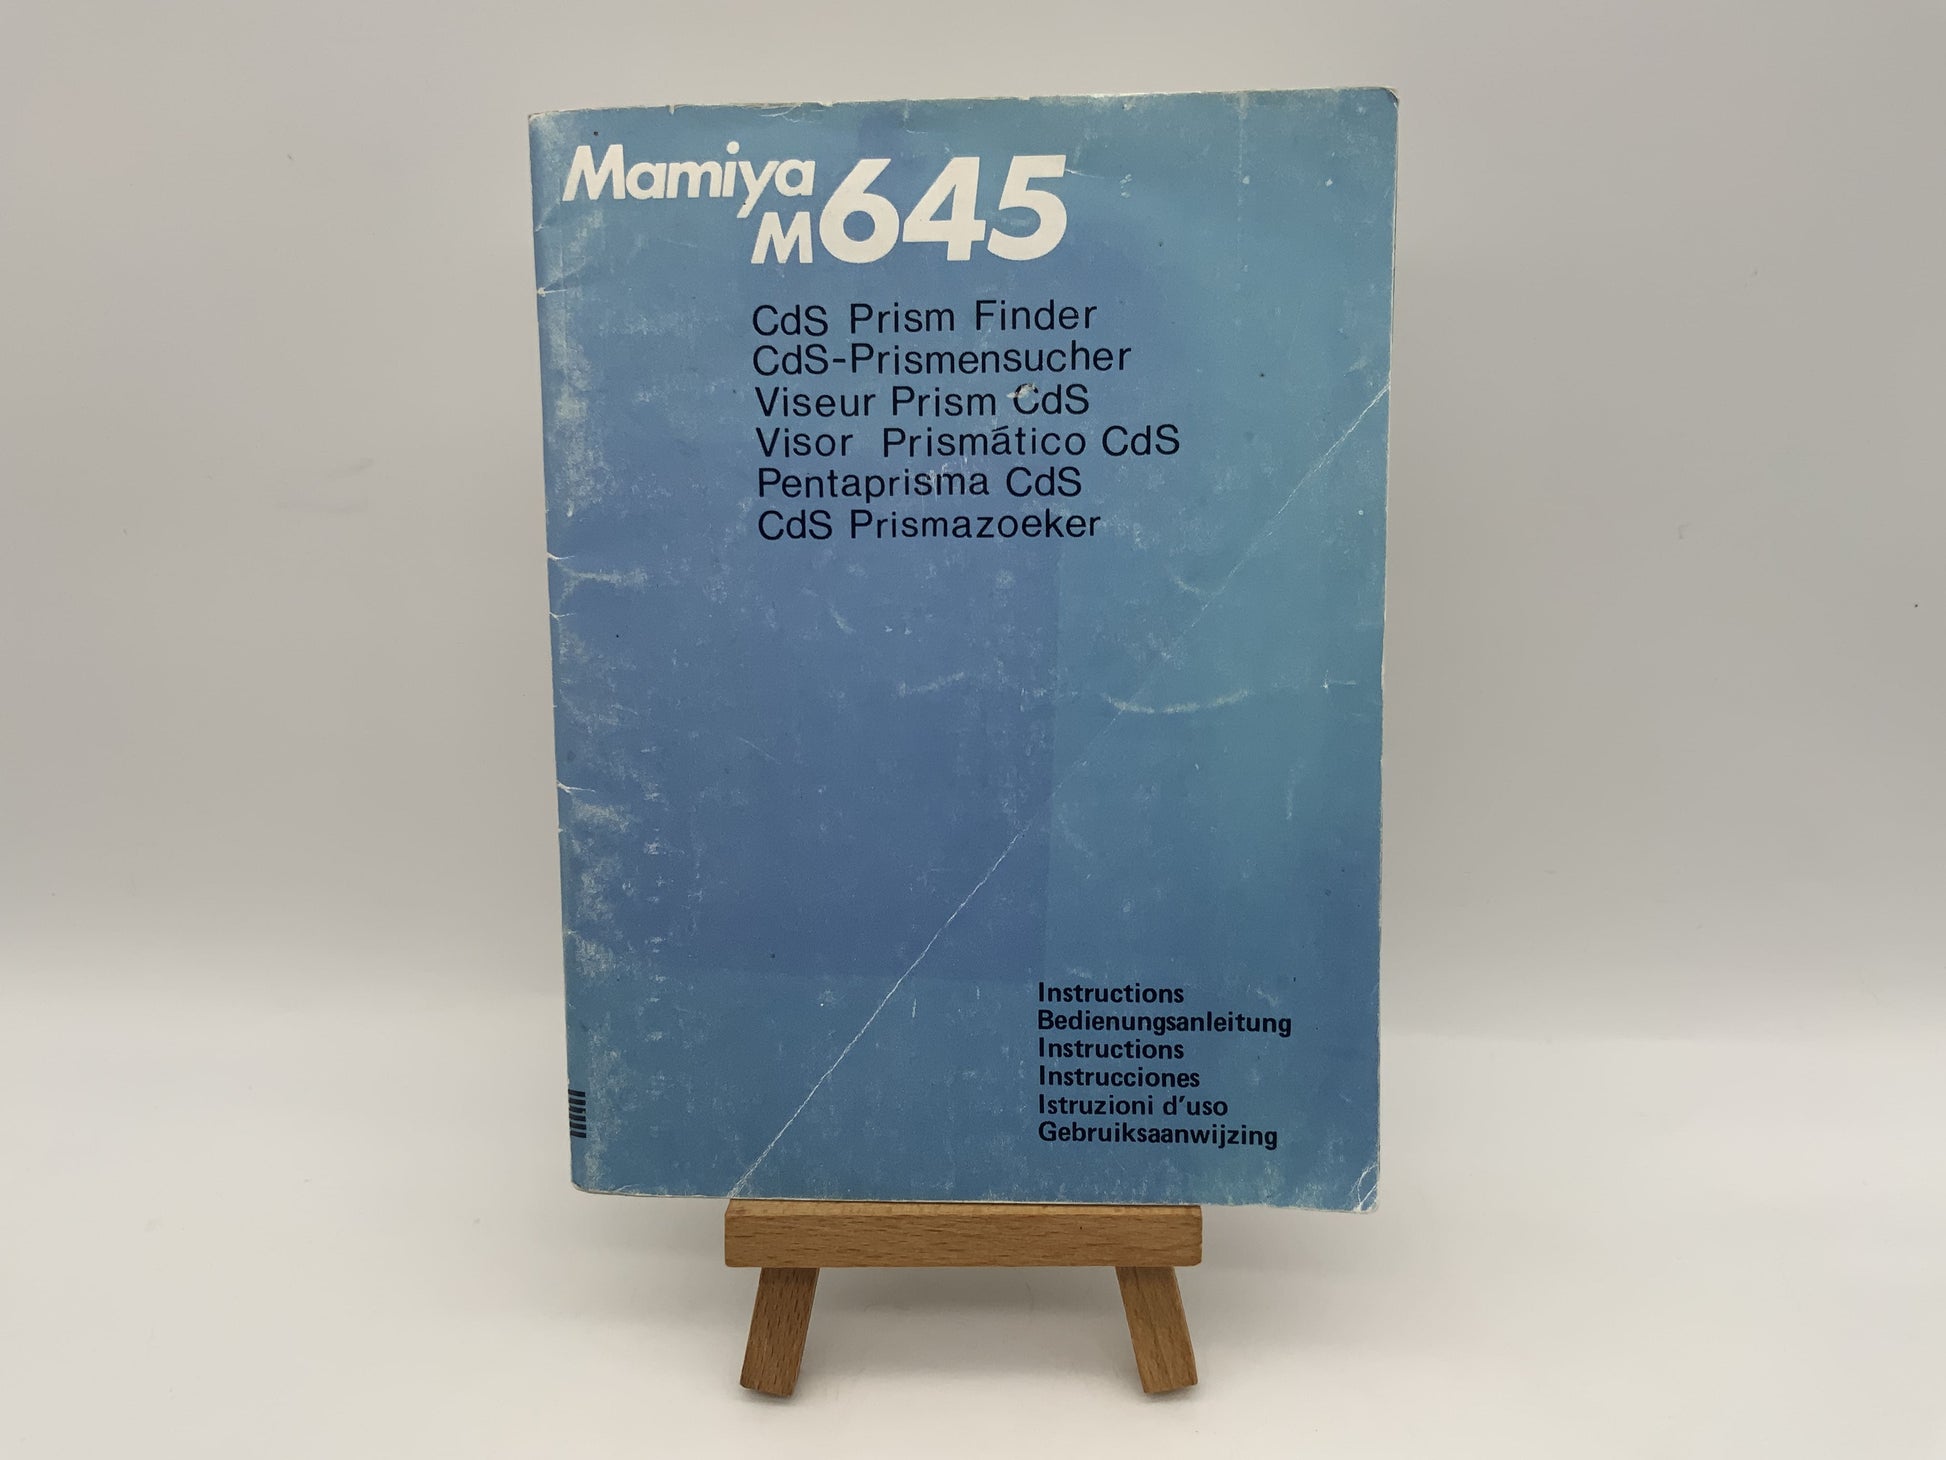 Mamiya
M645
CdS Prism Finder
CdS-Prismensucher
Viseur Prism CdS
Visor Prismático CdS
Pentaprisma CdS
CdS Prismazoeker
Instructions
Bedienungsanleitung
Instructions
Instrucciones
Istruzioni d'uso
Gebruiksaanwijzing